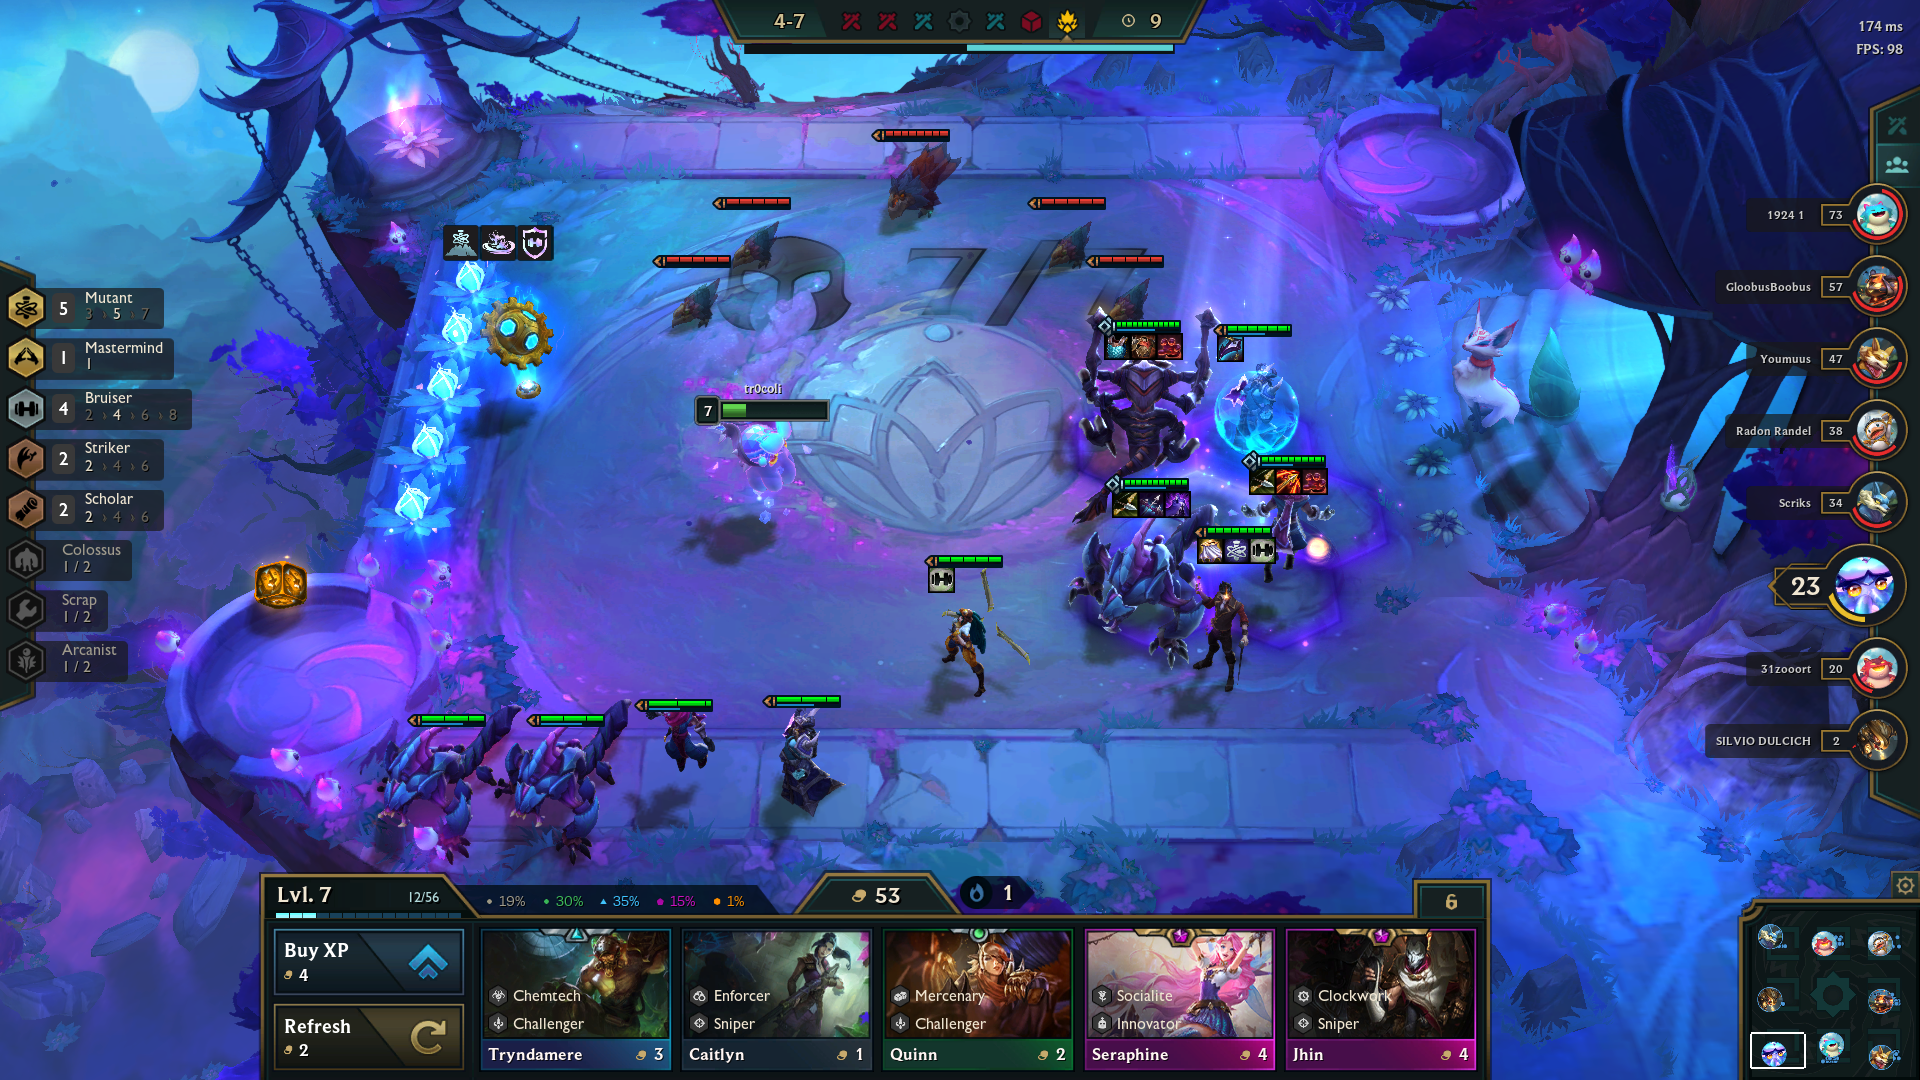 4-7
9
174 ms
FPS: 98
7/7
5
Mutant
3 › 5 › 7
1
Mastermind
1
4
Bruiser
2 › 4 › 6 › 8
2
Striker
2 › 4 › 6
2
Scholar
2 › 4 › 6
Colossus
1 / 2
Scrap
1 / 2
Arcanist
1 / 2
tr0coli
7
1924 1
73
GloobusBoobus
57
Youmuus
47
Radon Randel
38
Scriks
34
23
31zooort
20
SILVIO DULCICH
2
Lvl. 7
12/56
19%
30%
35%
15%
1%
53
1
6
Buy XP
4
Refresh
2
Chemtech
Challenger
Tryndamere
3
Enforcer
Sniper
Caitlyn
1
Mercenary
Challenger
Quinn
2
Socialite
Innovator
Seraphine
4
Clockwork
Sniper
Jhin
4